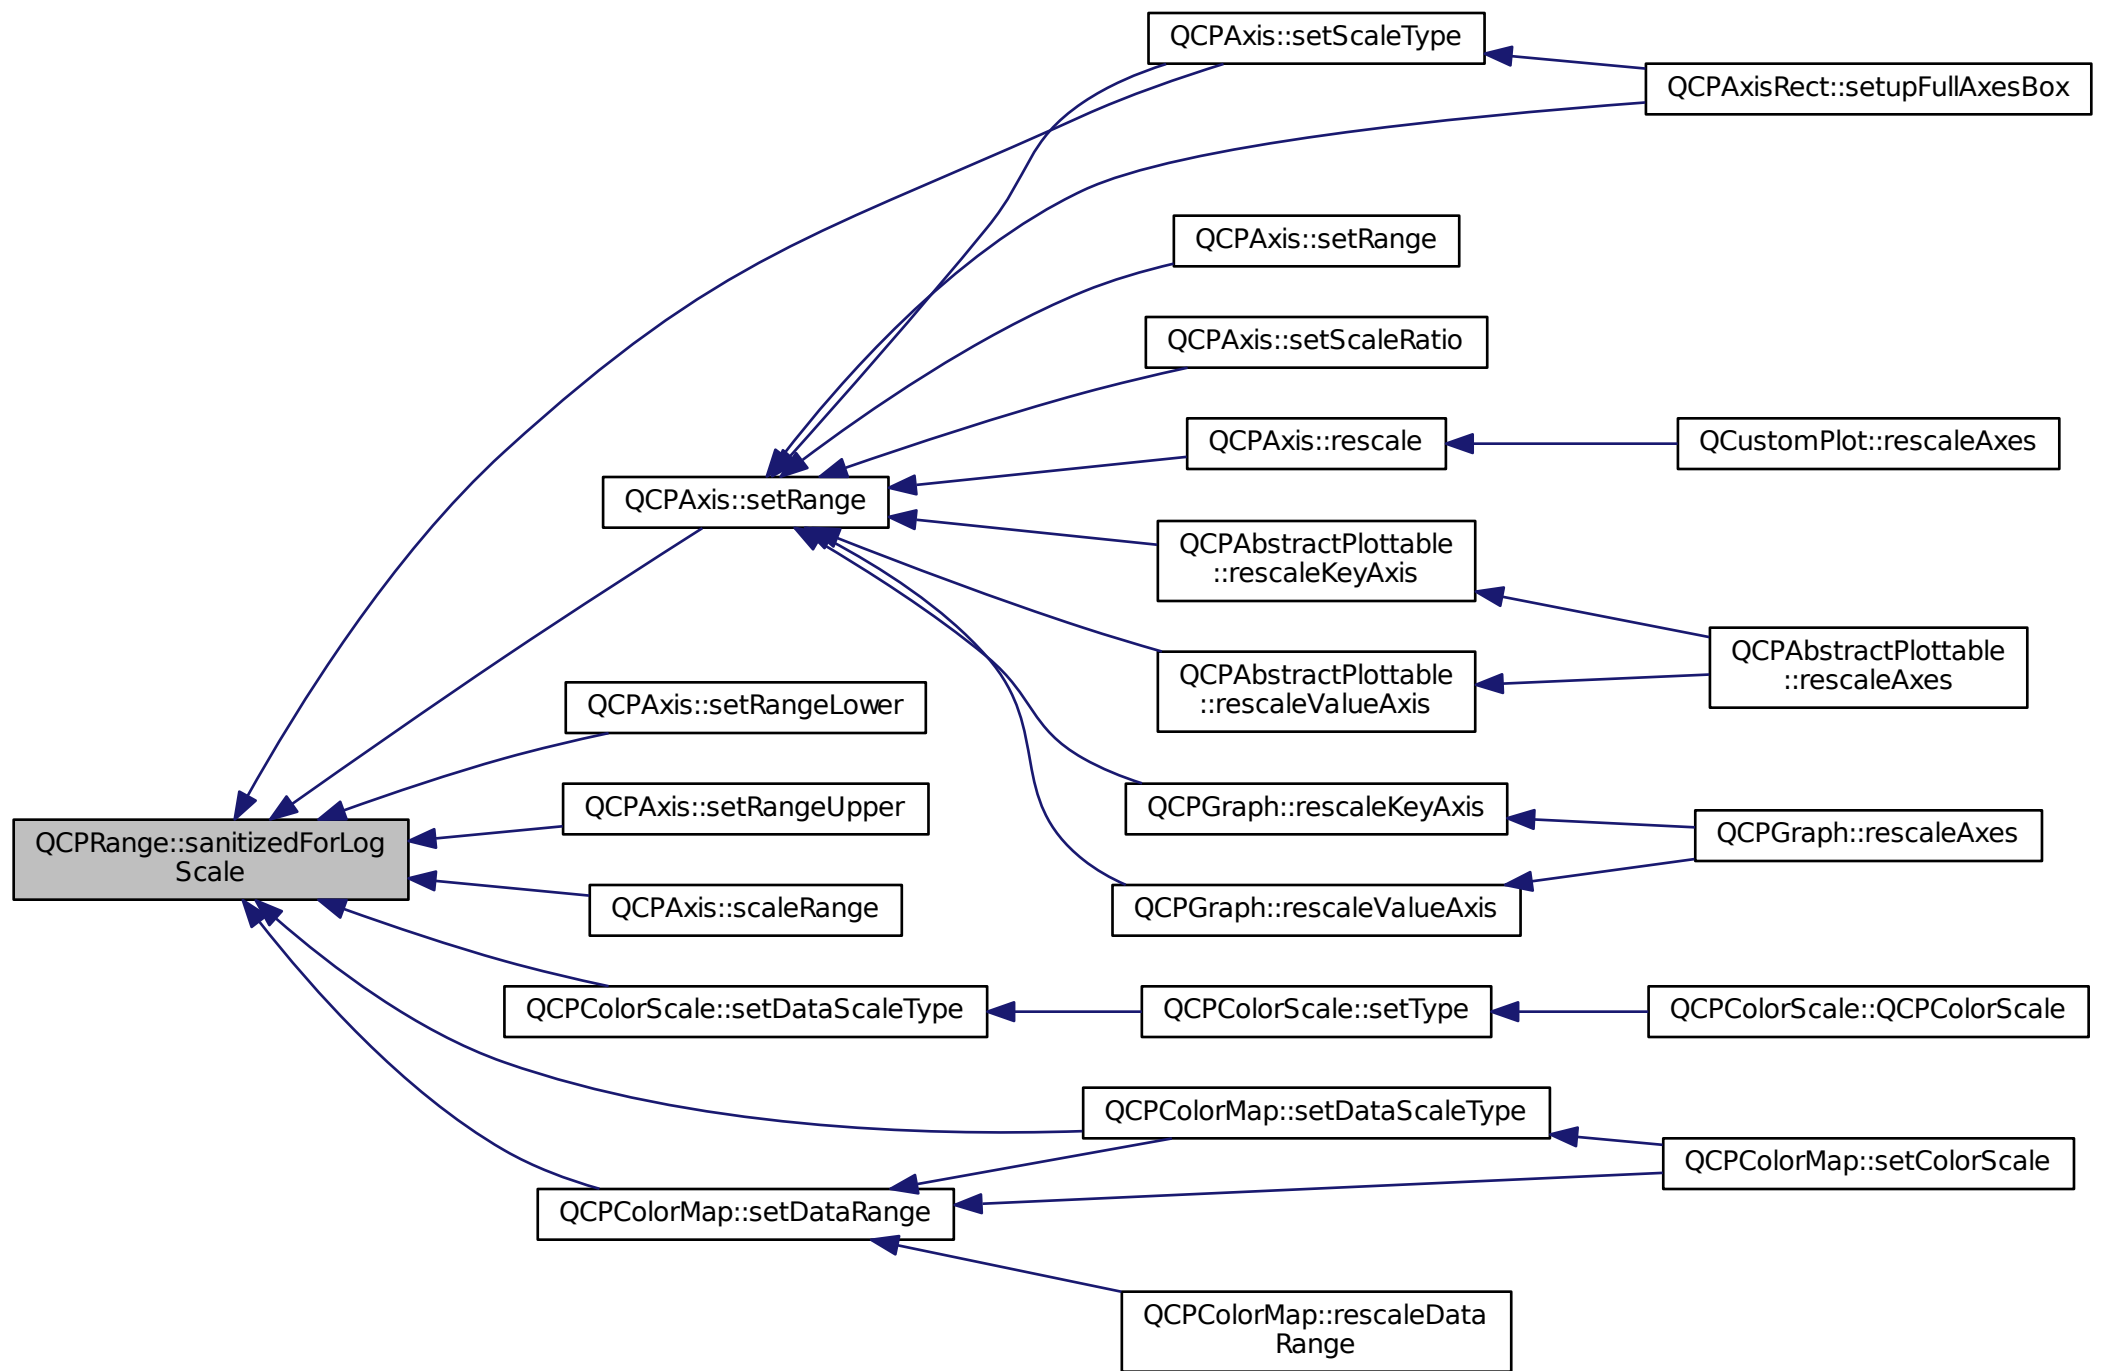 QCPAxis::setScaleType
QCPAxisRect::setupFullAxesBox
QCPAxis::setRange
QCPAxis::setScaleRatio
QCPAxis::rescale
QCustomPlot::rescaleAxes
QCPAxis::setRange
QCPAbstractPlottable
::rescaleKeyAxis
QCPAbstractPlottable
::rescaleValueAxis
QCPAbstractPlottable
::rescaleAxes
QCPAxis::setRangeLower
QCPAxis::setRangeUpper
QCPGraph::rescaleKeyAxis
QCPGraph::rescaleAxes
QCPRange::sanitizedForLog
Scale
QCPAxis::scaleRange
QCPGraph::rescaleValueAxis
QCPColorScale::setDataScaleType
QCPColorScale::setType
QCPColorScale::QCPColorScale
QCPColorMap::setDataScaleType
QCPColorMap::setColorScale
QCPColorMap::setDataRange
QCPColorMap::rescaleData
Range